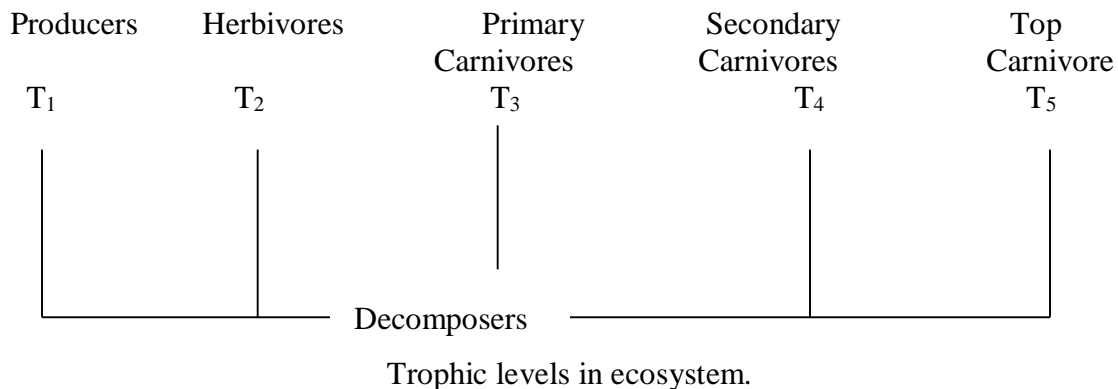 Producers Herbivores Primary Secondary Top
Carnivores Carnivores Carnivore
T₁ T₂ T₃ T₄ T₅
Decomposers
Trophic levels in ecosystem.